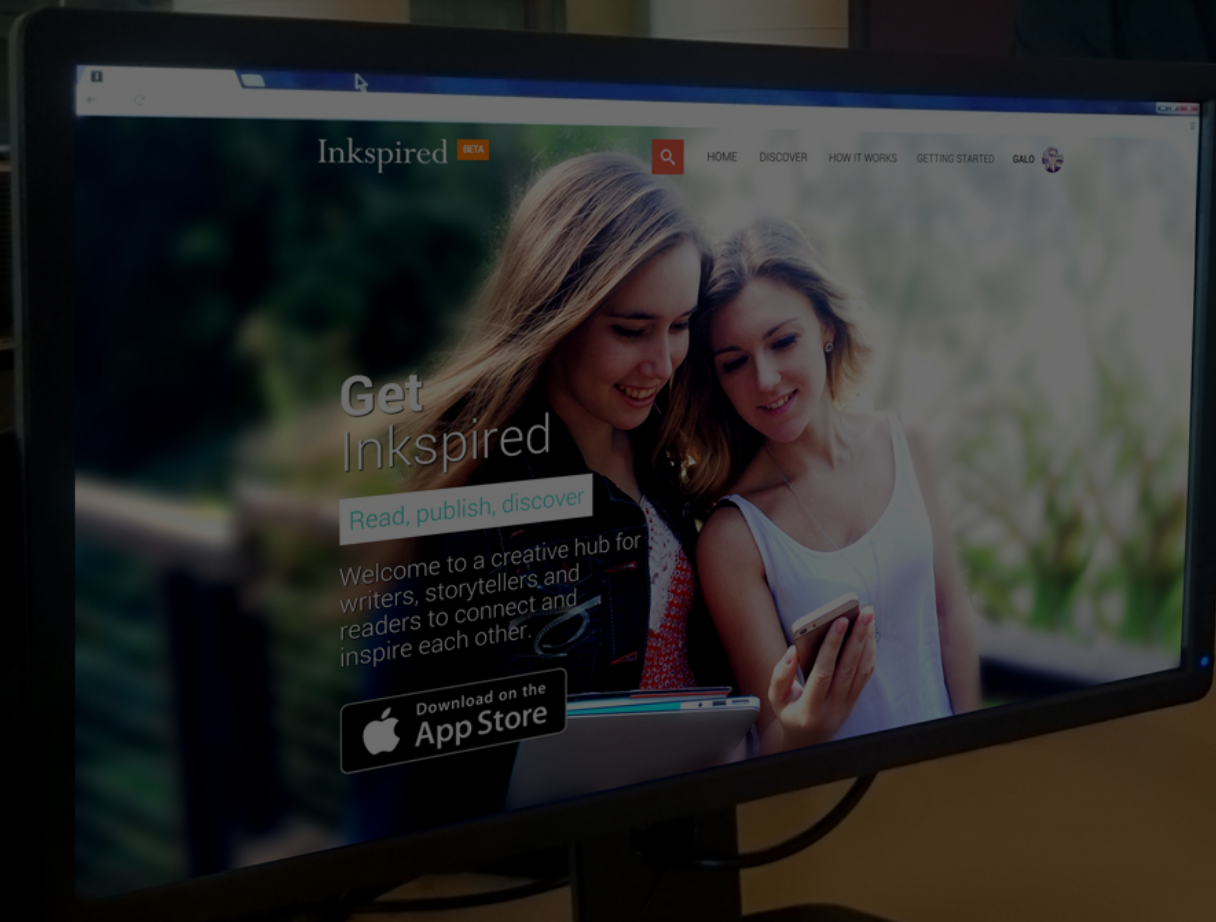 Inkspired BETA
HOME DISCOVER HOW IT WORKS GETTING STARTED GALO
Get
Inkspired
Read, publish, discover
Welcome to a creative hub for
writers, storytellers and
readers to connect and
inspire each other.
Download on the
App Store